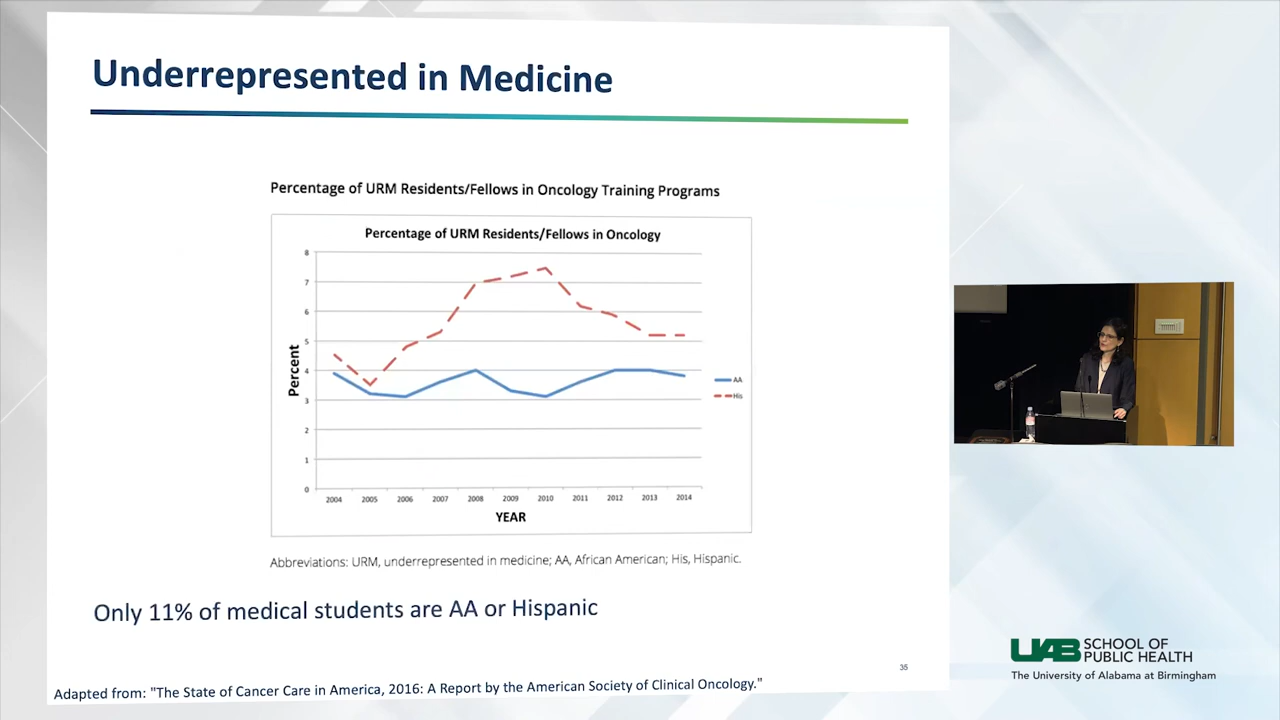 Underrepresented in Medicine
Percentage of URM Residents/Fellows in Oncology Training Programs
Percentage of URM Residents/Fellows in Oncology
8
7
6
5
4
3
2
1
0
Percent
2004 2005 2006 2007 2008 2009 2010 2011 2012 2013 2014
YEAR
AA
His
Abbreviations: URM, underrepresented in medicine; AA, African American; His, Hispanic.
Only 11% of medical students are AA or Hispanic
35
Adapted from: "The State of Cancer Care in America, 2016: A Report by the American Society of Clinical Oncology."
UAB SCHOOL OF
PUBLIC HEALTH
The University of Alabama at Birmingham